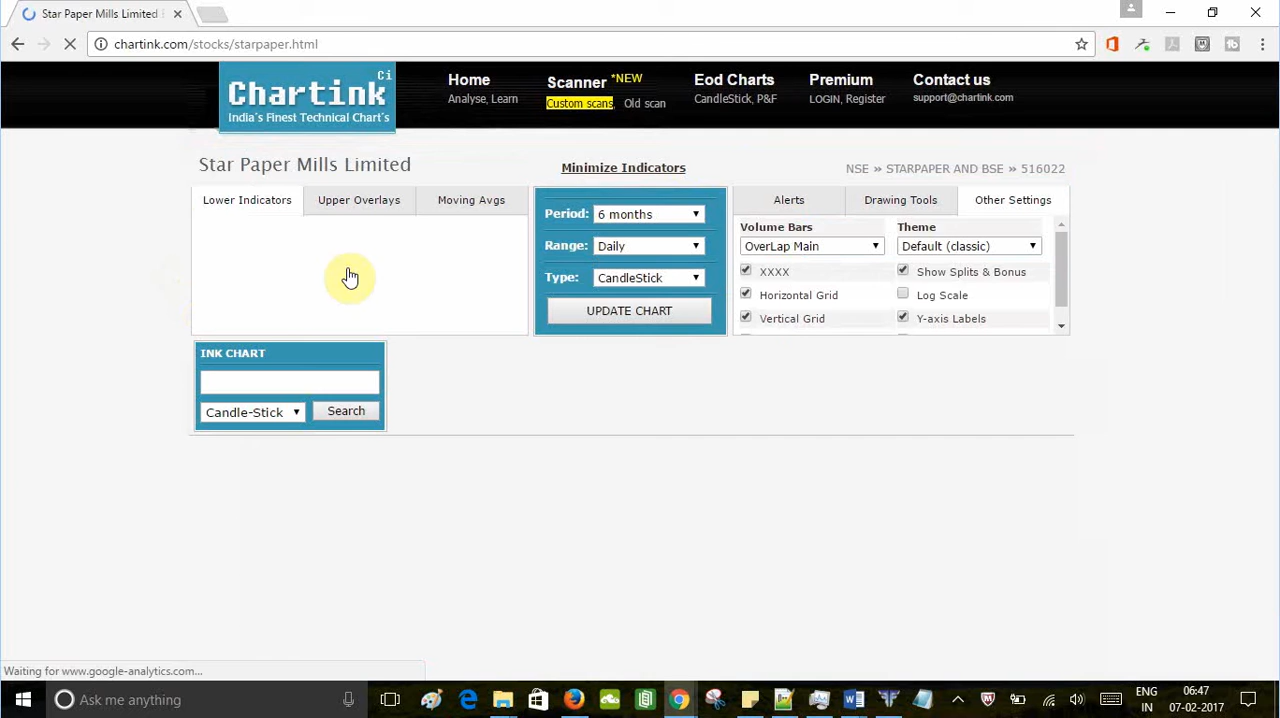 Star Paper Mills Limited
chartink.com/stocks/starpaper.html
Ci
Chartink
India's Finest Technical Chart's
Home
Analyse, Learn
Scanner *NEW
Custom scans Old scan
Eod Charts
CandleStick, P&F
Premium
LOGIN, Register
Contact us
support@chartink.com
Star Paper Mills Limited
Minimize Indicators
NSE » STARPAPER AND BSE » 516022
Lower Indicators Upper Overlays Moving Avgs
Period: 6 months
Range: Daily
Type: CandleStick
UPDATE CHART
Alerts Drawing Tools Other Settings
Volume Bars Theme
OverLap Main Default (classic)
XXXX Show Splits & Bonus
Horizontal Grid Log Scale
Vertical Grid Y-axis Labels
INK CHART
Candle-Stick Search
Waiting for www.google-analytics.com...
Ask me anything
ENG
IN
06:47
07-02-2017